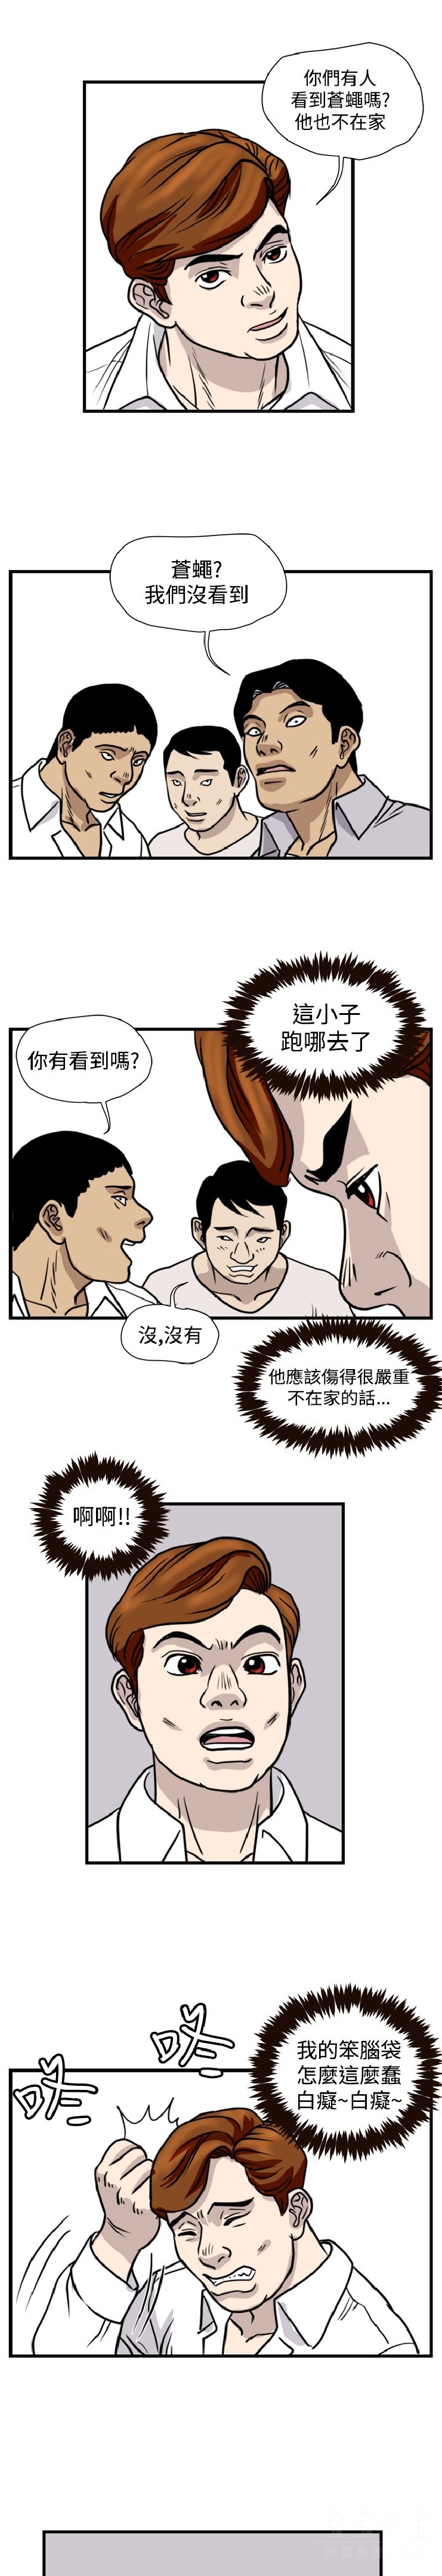 你們有人
看到蒼蠅嗎?
他也不在家
蒼蠅?
我們沒看到
這小子
跑哪去了
你有看到嗎?
沒,沒有
他應該傷得很嚴重
不在家的話...
啊啊!!
咚
咚
我的笨腦袋
怎麼這麼蠢
白癡~白癡~